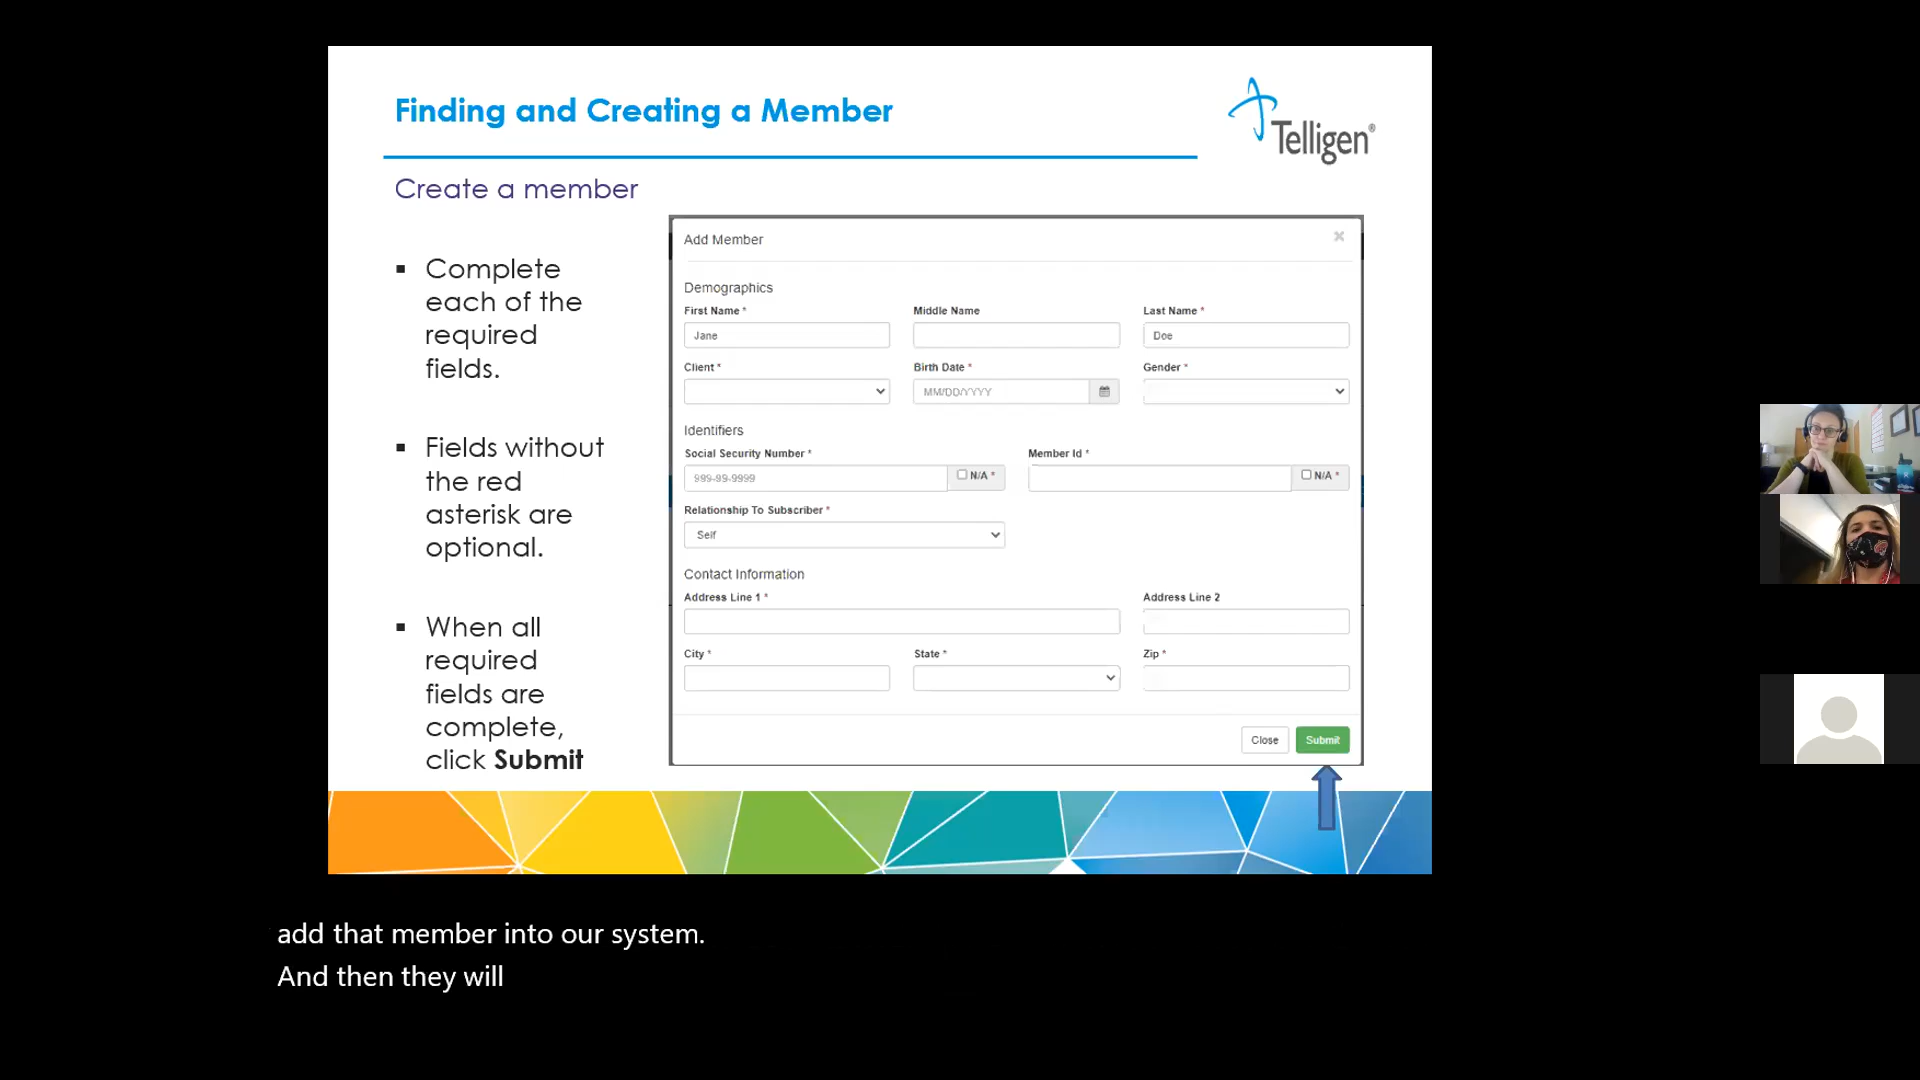 Finding and Creating a Member
Telligen®
Create a member
▪ Complete
each of the
required
fields.
▪ Fields without
the red
asterisk are
optional.
▪ When all
required
fields are
complete,
click Submit
Add Member ×
Demographics
First Name * Middle Name Last Name *
Jane Doe
Client * Birth Date * Gender *
MM/DD/YYYY
Identifiers
Social Security Number * Member Id *
999-99-9999 N/A * N/A *
Relationship To Subscriber *
Self
Contact Information
Address Line 1 * Address Line 2
City * State * Zip *
Close Submit
add that member into our system.
And then they will